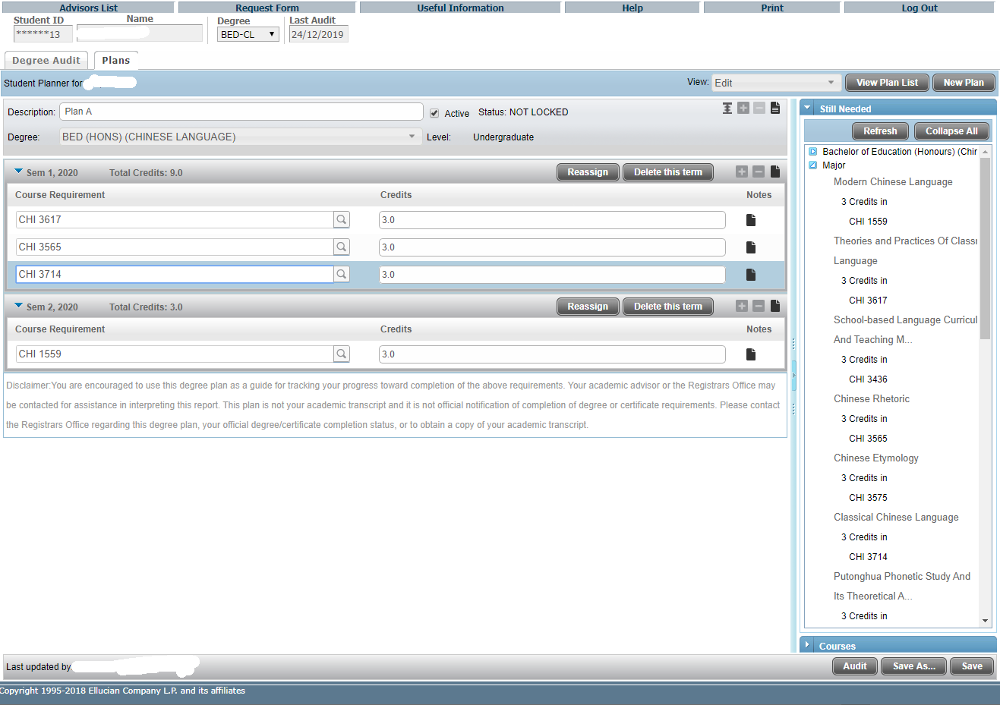 Advisors List Request Form Useful Information Help Print Log Out
Student ID Name Degree Last Audit
******13 BED-CL 24/12/2019
Degree Audit Plans
Student Planner for View: Edit View Plan List New Plan
Description: Plan A Active Status: NOT LOCKED
Degree: BED (HONS) (CHINESE LANGUAGE) Level: Undergraduate
Sem 1, 2020 Total Credits: 9.0 Reassign Delete this term
Course Requirement Credits Notes
CHI 3617 3.0
CHI 3565 3.0
CHI 3714 3.0
Sem 2, 2020 Total Credits: 3.0 Reassign Delete this term
Course Requirement Credits Notes
CHI 1559 3.0
Disclaimer:You are encouraged to use this degree plan as a guide for tracking your progress toward completion of the above requirements. Your academic advisor or the Registrars Office may
be contacted for assistance in interpreting this report. This plan is not your academic transcript and it is not official notification of completion of degree or certificate requirements. Please contact
the Registrars Office regarding this degree plan, your official degree/certificate completion status, or to obtain a copy of your academic transcript.
Still Needed
Refresh Collapse All
Bachelor of Education (Honours) (Chir
Major
Modern Chinese Language
3 Credits in
CHI 1559
Theories and Practices Of Classr
Language
3 Credits in
CHI 3617
School-based Language Curricul
And Teaching M...
3 Credits in
CHI 3436
Chinese Rhetoric
3 Credits in
CHI 3565
Chinese Etymology
3 Credits in
CHI 3575
Classical Chinese Language
3 Credits in
CHI 3714
Putonghua Phonetic Study And
Its Theoretical A...
3 Credits in
Courses
Last updated by Audit Save As... Save
Copyright 1995-2018 Ellucian Company L.P. and its affiliates